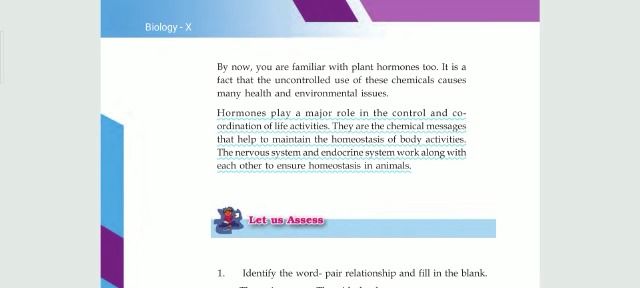 Biology - X
By now, you are familiar with plant hormones too. It is a
fact that the uncontrolled use of these chemicals causes
many health and environmental issues.
Hormones play a major role in the control and co-
ordination of life activities. They are the chemical messages
that help to maintain the homeostasis of body activities.
The nervous system and endocrine system work along with
each other to ensure homeostasis in animals.
Let us Assess
1. Identify the word- pair relationship and fill in the blank.